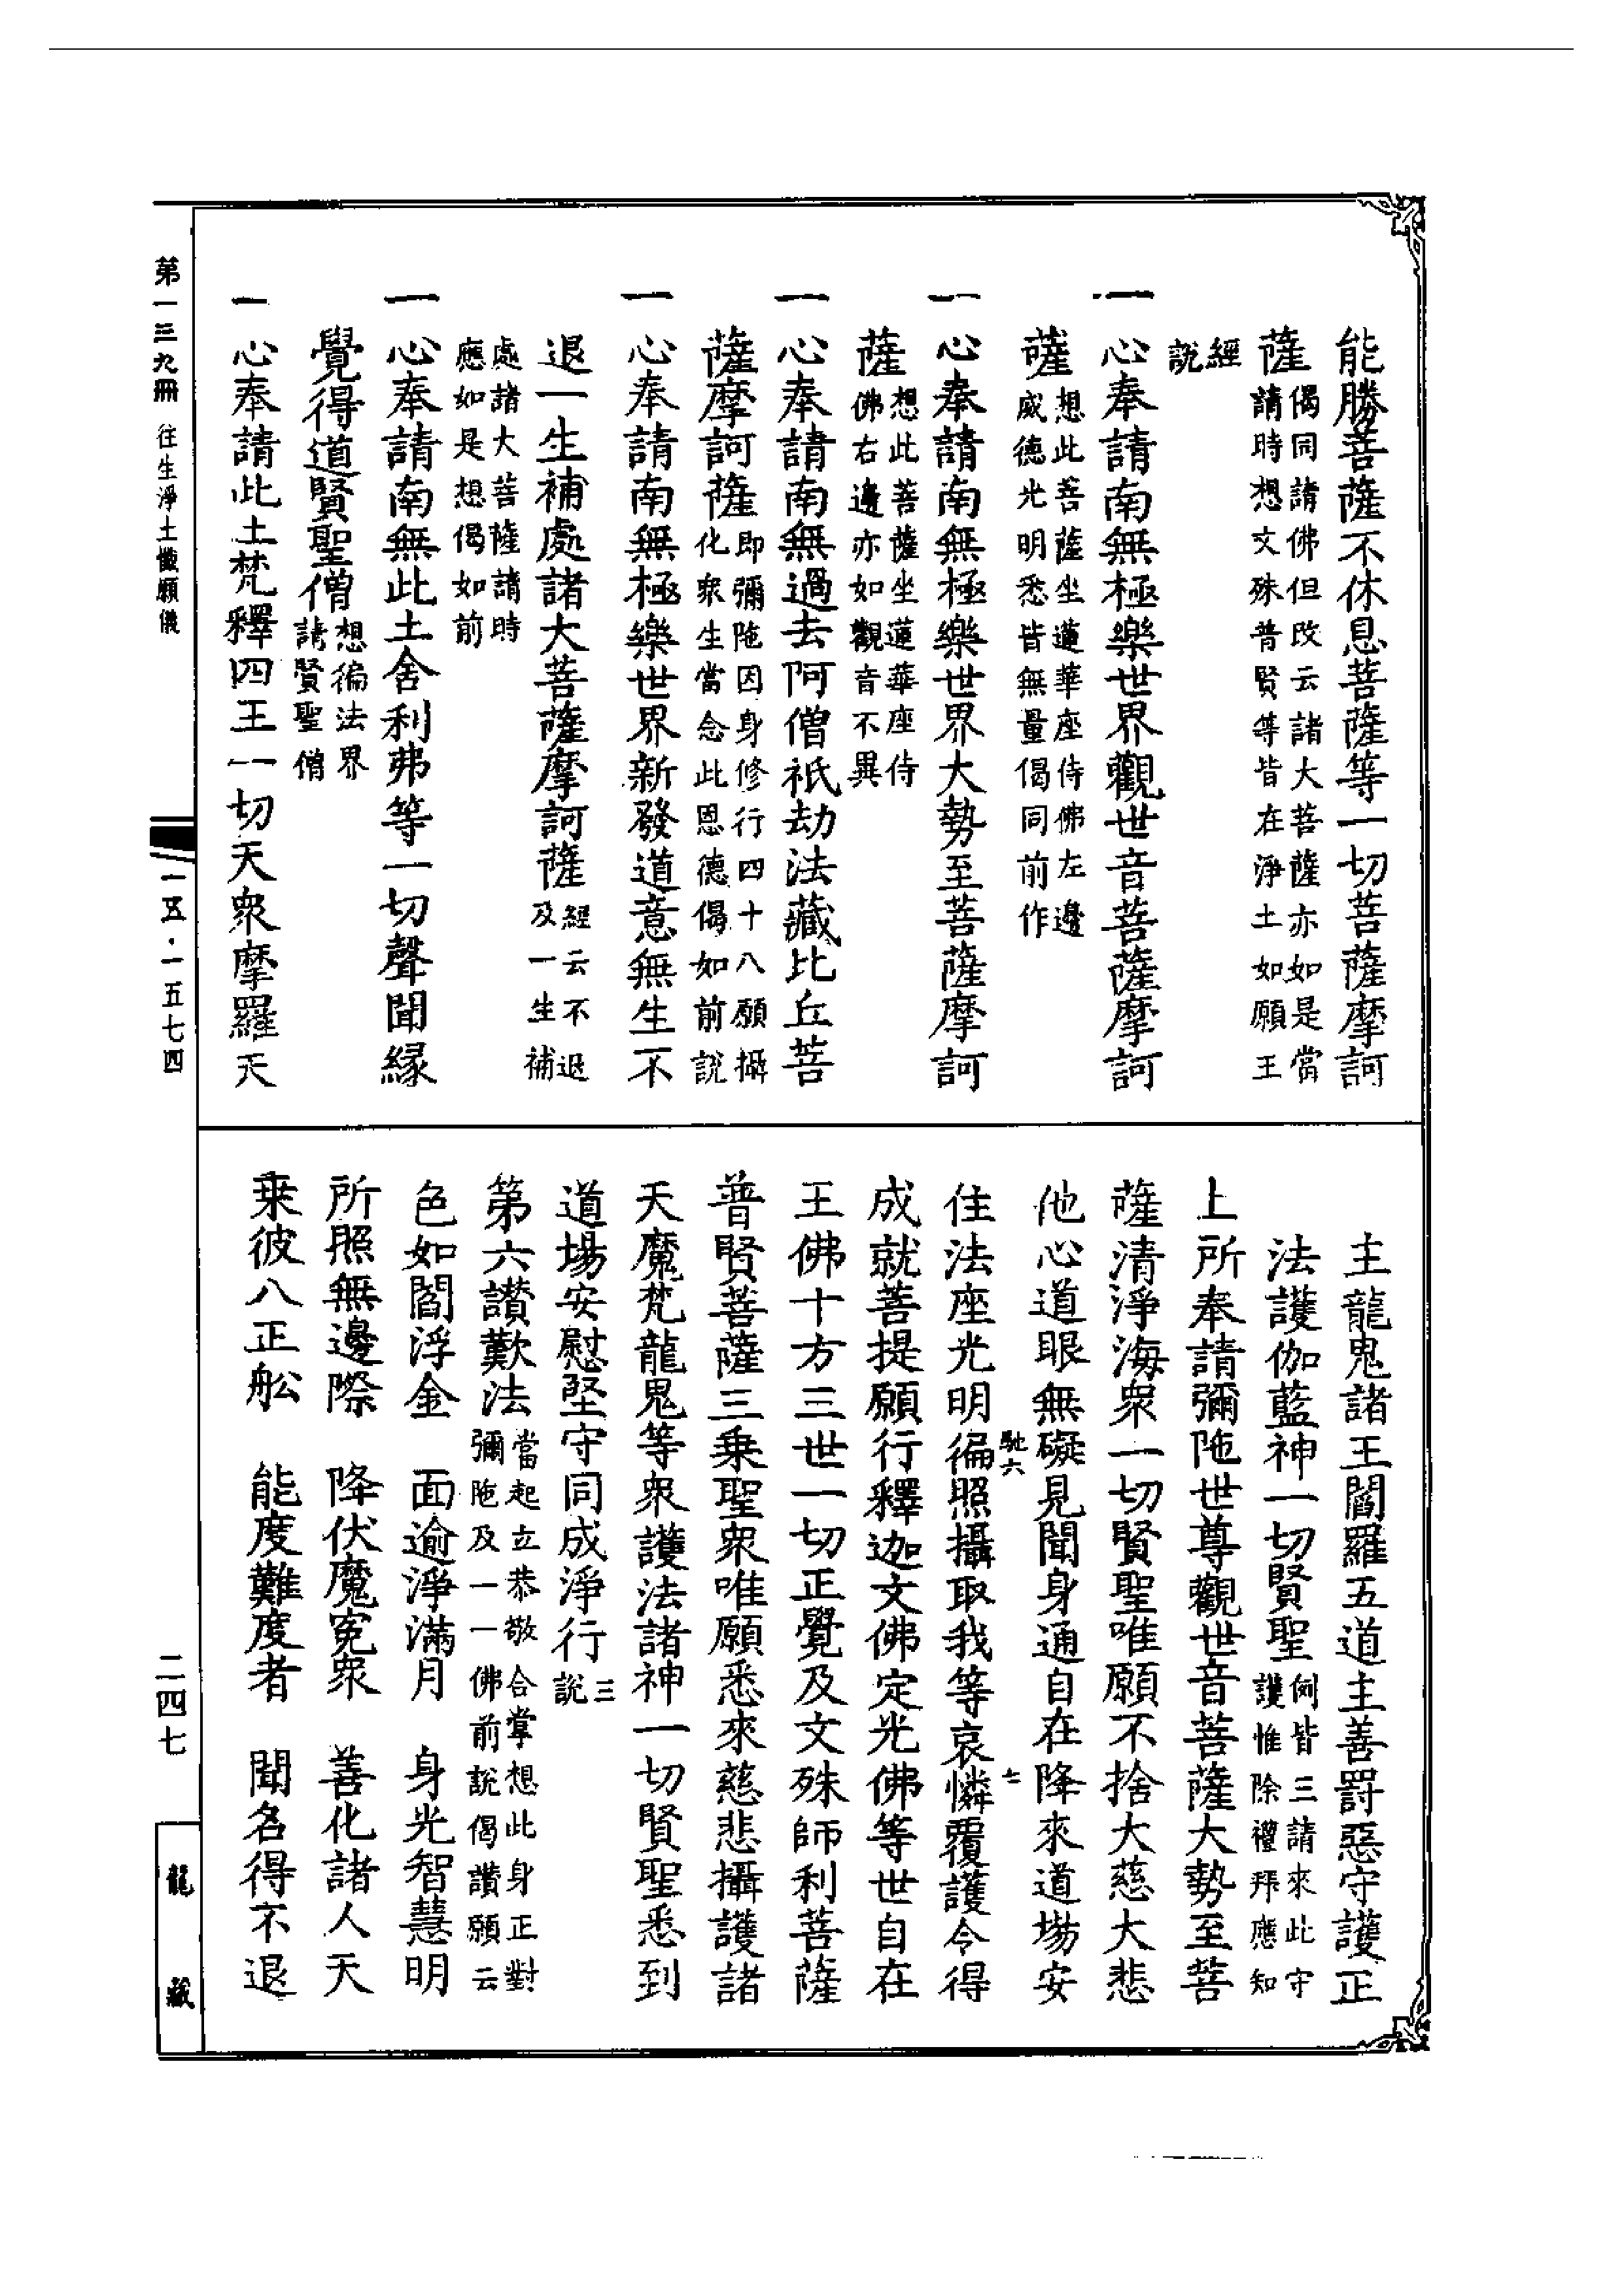 能勝菩薩不休息菩薩等一切菩薩摩訶
薩偈同請佛但改云諸大菩薩亦如是當
請時想文殊普賢等皆在淨土如願王
經
說
一心奉請南無極樂世界觀世音菩薩摩訶
薩想此菩薩坐蓮華座侍佛左邊
威德光明悉皆無量偈同前作
一心奉請南無極樂世界大勢至菩薩摩訶
薩想此菩薩坐蓮華座侍
佛右邊亦如觀音不異
一心奉請南無過去阿僧祇劫法藏比丘菩
薩摩訶薩即彌陁因身修行四十八願攝
化眾生當念此恩德偈如前說
一心奉請南無極樂世界新發道意無生不
退一生補處諸大菩薩摩訶薩經云不退
及一生補
處諸大菩薩請時
應如是想偈如前
一心奉請南無此土舍利弗等一切聲聞緣
覺得道賢聖僧想徧法界
請賢聖僧
一心奉請此土梵釋四王一切天眾摩羅天
主龍鬼諸王閻羅五道主善罰惡守護正
法護伽藍神一切賢聖例皆三請來此守
護惟除禮拜應知
上所奉請彌陁世尊觀世音菩薩大勢至菩
薩清淨海眾一切賢聖唯願不捨大慈大悲
他心道眼無礙見聞身通自在降來道場安
馳六 七
住法座光明徧照攝取我等哀憐覆護令得
成就菩提願行釋迦文佛定光佛等世自在
王佛十方三世一切正覺及文殊師利菩薩
普賢菩薩三乗聖眾唯願悉來慈悲攝護諸
天魔梵龍鬼等眾護法諸神一切賢聖悉到
道場安慰堅守同成淨行三
說
第六讚歎法當起立恭敬合掌想此身正對
彌陁及一一佛前說偈讚願云
色如閻浮金 面逾淨滿月 身光智慧明
所照無邊際 降伏魔寃眾 善化諸人天
乗彼八正舩 能度難度者 聞名得不退
第一三九冊 往生淨土懺願儀
一五·一五七四
二四七
龍藏